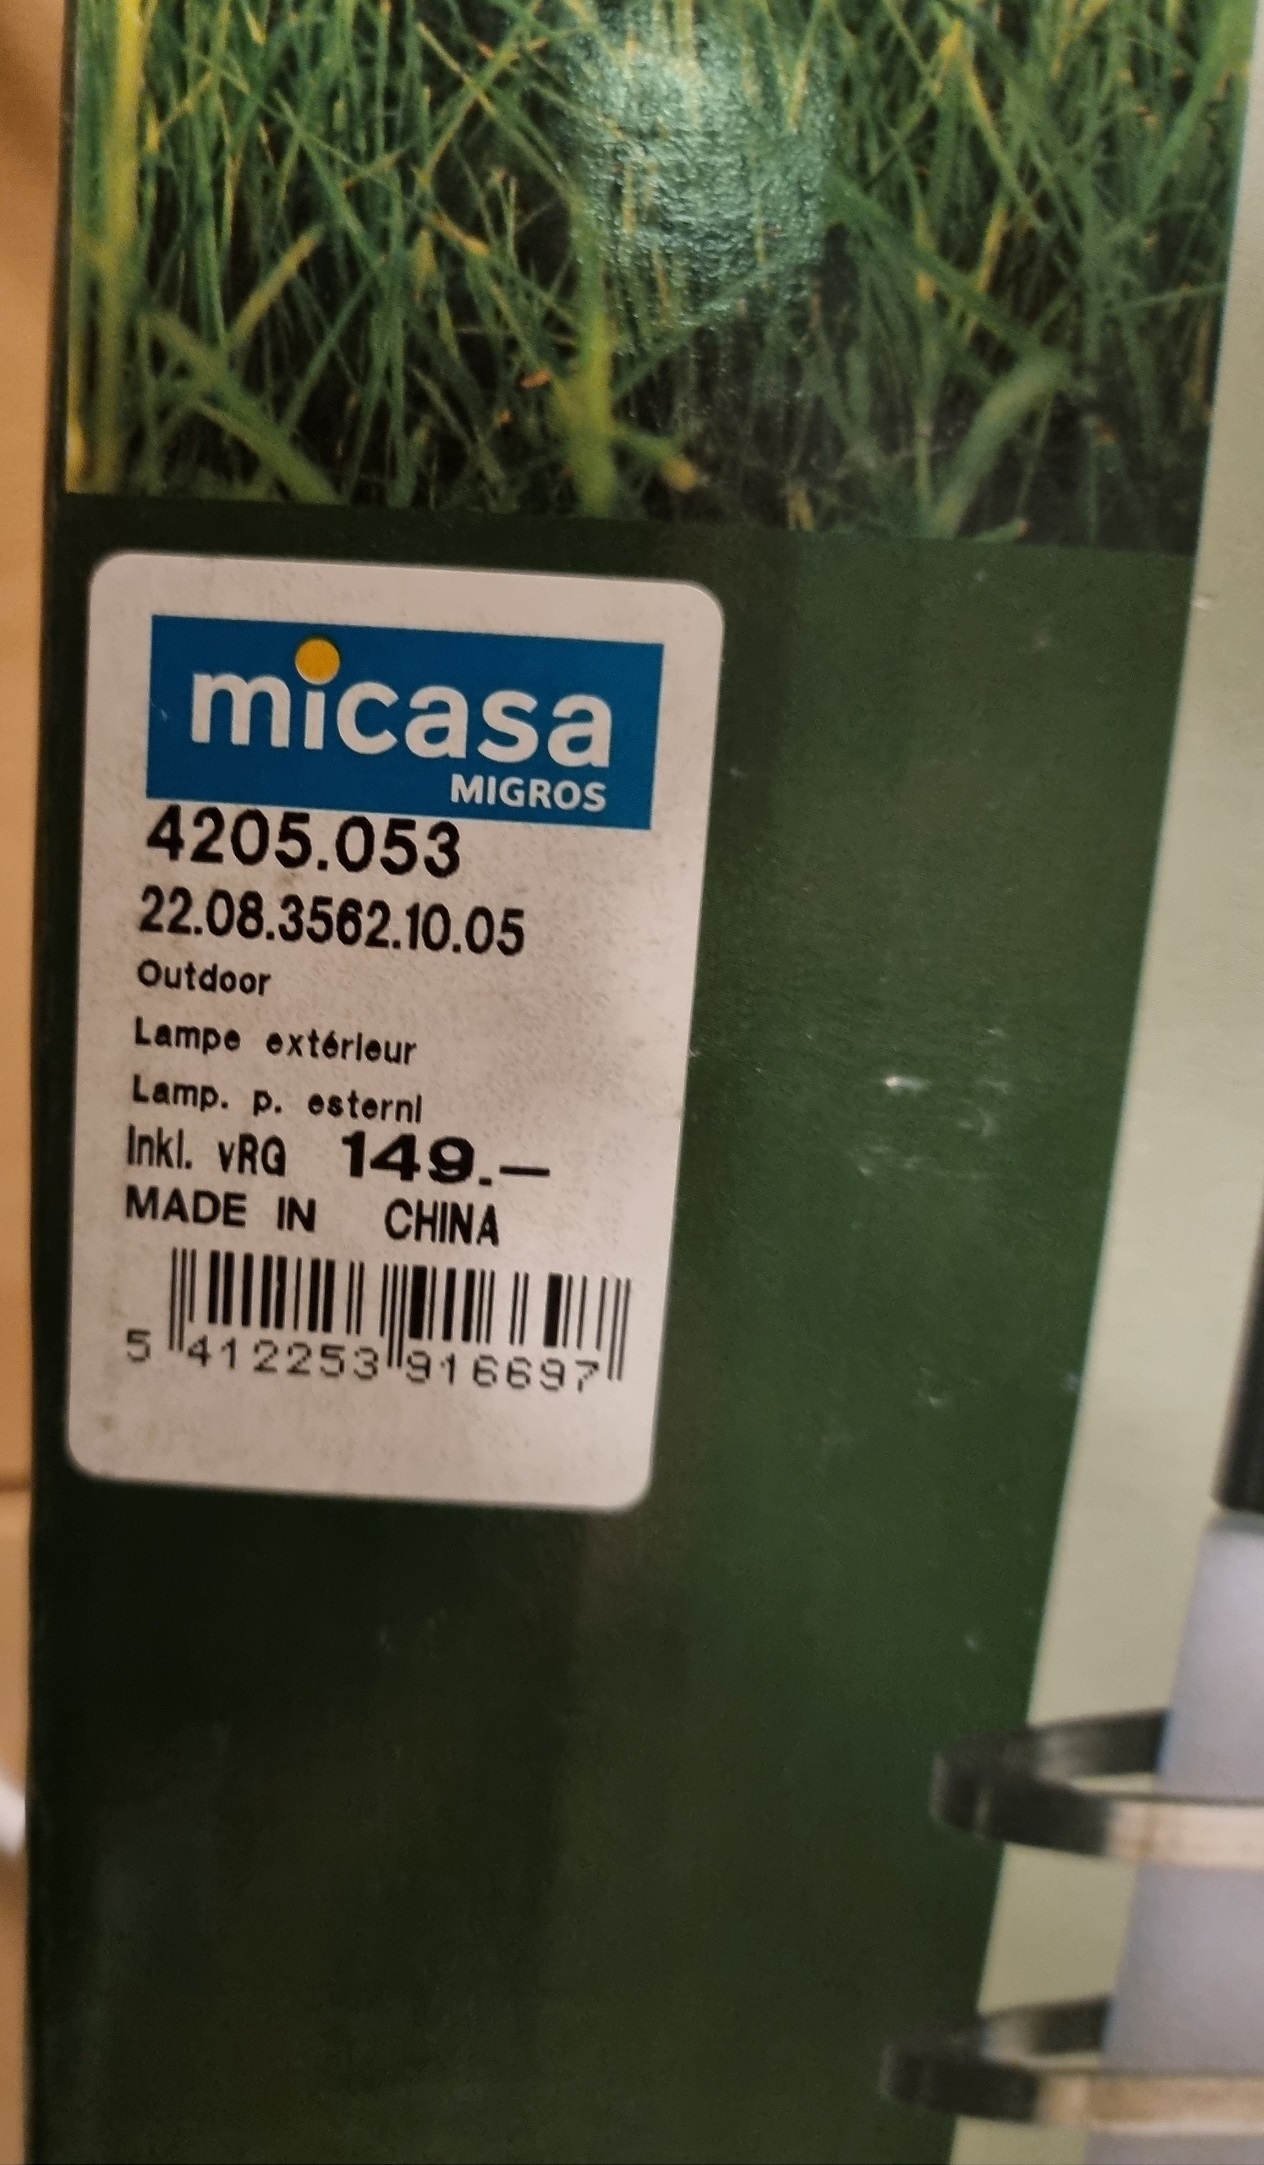 micasa
MIGROS
4205.053
22.08.3562.10.05
Outdoor
Lampe extérieur
Lamp. p. esterni
Inkl. vRG 149.–
MADE IN CHINA
5 412253 916697